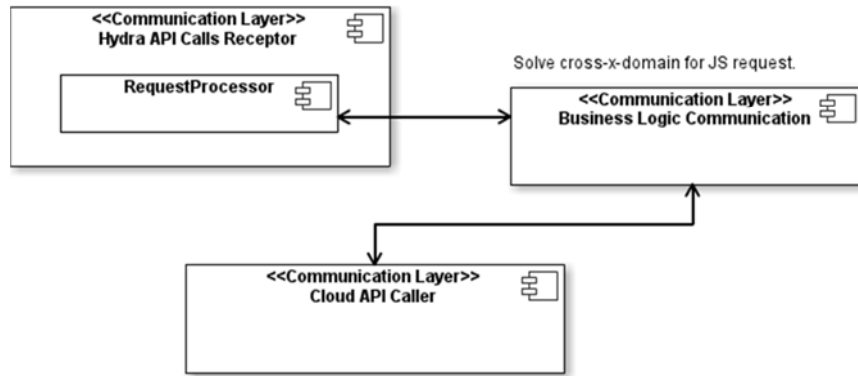 <<Communication Layer>>
Hydra API Calls Receptor
RequestProcessor
Solve cross-x-domain for JS request.
<<Communication Layer>>
Business Logic Communication
<<Communication Layer>>
Cloud API Caller